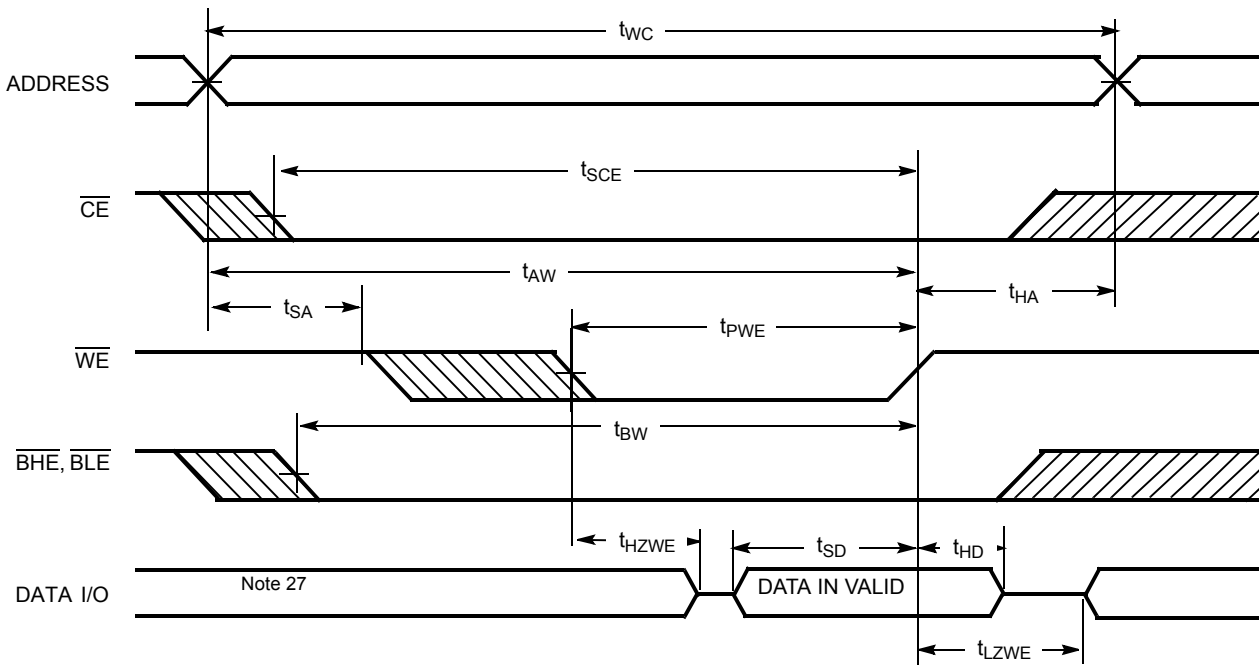 tWC
ADDRESS
tSCE
CE
tAW
tSA
tHA
tPWE
WE
tBW
BHE, BLE
tHZWE
tSD
tHD
DATA I/O
Note 27
DATA IN VALID
tLZWE